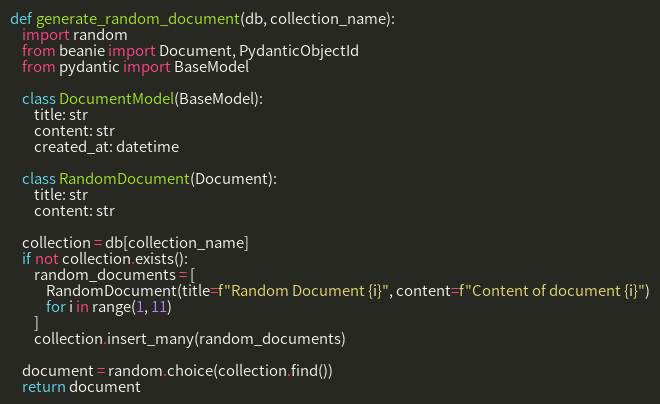 def generate_random_document(db, collection_name):
    import random
    from beanie import Document, PydanticObjectId
    from pydantic import BaseModel

    class DocumentModel(BaseModel):
        title: str
        content: str
        created_at: datetime

    class RandomDocument(Document):
        title: str
        content: str

    collection = db[collection_name]
    if not collection.exists():
        random_documents = [
            RandomDocument(title=f"Random Document {i}", content=f"Content of document {i}")
            for i in range(1, 11)
        ]
        collection.insert_many(random_documents)

    document = random.choice(collection.find())
    return document